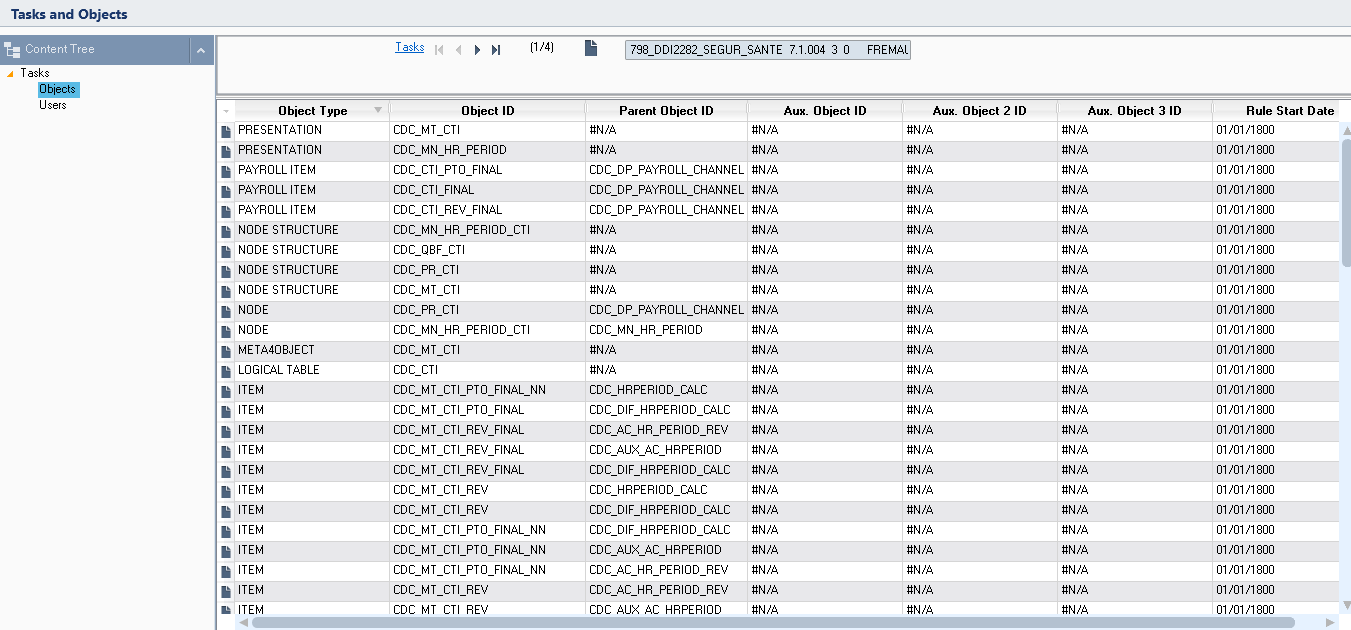 Tasks and Objects
Content Tree
Tasks
Objects
Users
Tasks (1/4) 798_DDI2282_SEGUR_SANTE 7.1.004 3 0 FREMAU
Object Type Object ID Parent Object ID Aux. Object ID Aux. Object 2 ID Aux. Object 3 ID Rule Start Date
PRESENTATION CDC_MT_CTI #N/A #N/A #N/A #N/A 01/01/1800
PRESENTATION CDC_MN_HR_PERIOD #N/A #N/A #N/A #N/A 01/01/1800
PAYROLL ITEM CDC_CTI_PTO_FINAL CDC_DP_PAYROLL_CHANNEL #N/A #N/A #N/A 01/01/1800
PAYROLL ITEM CDC_CTI_FINAL CDC_DP_PAYROLL_CHANNEL #N/A #N/A #N/A 01/01/1800
PAYROLL ITEM CDC_CTI_REV_FINAL CDC_DP_PAYROLL_CHANNEL #N/A #N/A #N/A 01/01/1800
NODE STRUCTURE CDC_MN_HR_PERIOD_CTI #N/A #N/A #N/A #N/A 01/01/1800
NODE STRUCTURE CDC_QBF_CTI #N/A #N/A #N/A #N/A 01/01/1800
NODE STRUCTURE CDC_PR_CTI #N/A #N/A #N/A #N/A 01/01/1800
NODE STRUCTURE CDC_MT_CTI #N/A #N/A #N/A #N/A 01/01/1800
NODE CDC_PR_CTI CDC_DP_PAYROLL_CHANNEL #N/A #N/A #N/A 01/01/1800
NODE CDC_MN_HR_PERIOD_CTI CDC_MN_HR_PERIOD #N/A #N/A #N/A 01/01/1800
META4OBJECT CDC_MT_CTI #N/A #N/A #N/A #N/A 01/01/1800
LOGICAL TABLE CDC_CTI #N/A #N/A #N/A #N/A 01/01/1800
ITEM CDC_MT_CTI_PTO_FINAL_NN CDC_HRPERIOD_CALC #N/A #N/A #N/A 01/01/1800
ITEM CDC_MT_CTI_PTO_FINAL CDC_DIF_HRPERIOD_CALC #N/A #N/A #N/A 01/01/1800
ITEM CDC_MT_CTI_REV_FINAL CDC_AC_HR_PERIOD_REV #N/A #N/A #N/A 01/01/1800
ITEM CDC_MT_CTI_REV_FINAL CDC_AUX_AC_HRPERIOD #N/A #N/A #N/A 01/01/1800
ITEM CDC_MT_CTI_REV_FINAL CDC_DIF_HRPERIOD_CALC #N/A #N/A #N/A 01/01/1800
ITEM CDC_MT_CTI_REV CDC_HRPERIOD_CALC #N/A #N/A #N/A 01/01/1800
ITEM CDC_MT_CTI_REV CDC_DIF_HRPERIOD_CALC #N/A #N/A #N/A 01/01/1800
ITEM CDC_MT_CTI_PTO_FINAL_NN CDC_DIF_HRPERIOD_CALC #N/A #N/A #N/A 01/01/1800
ITEM CDC_MT_CTI_PTO_FINAL_NN CDC_AUX_AC_HRPERIOD #N/A #N/A #N/A 01/01/1800
ITEM CDC_MT_CTI_PTO_FINAL_NN CDC_AC_HR_PERIOD_REV #N/A #N/A #N/A 01/01/1800
ITEM CDC_MT_CTI_REV CDC_AC_HR_PERIOD_REV #N/A #N/A #N/A 01/01/1800
ITEM CDC_MT_CTI_REV CDC_AUX_AC_HRPERIOD #N/A #N/A #N/A 01/01/1800